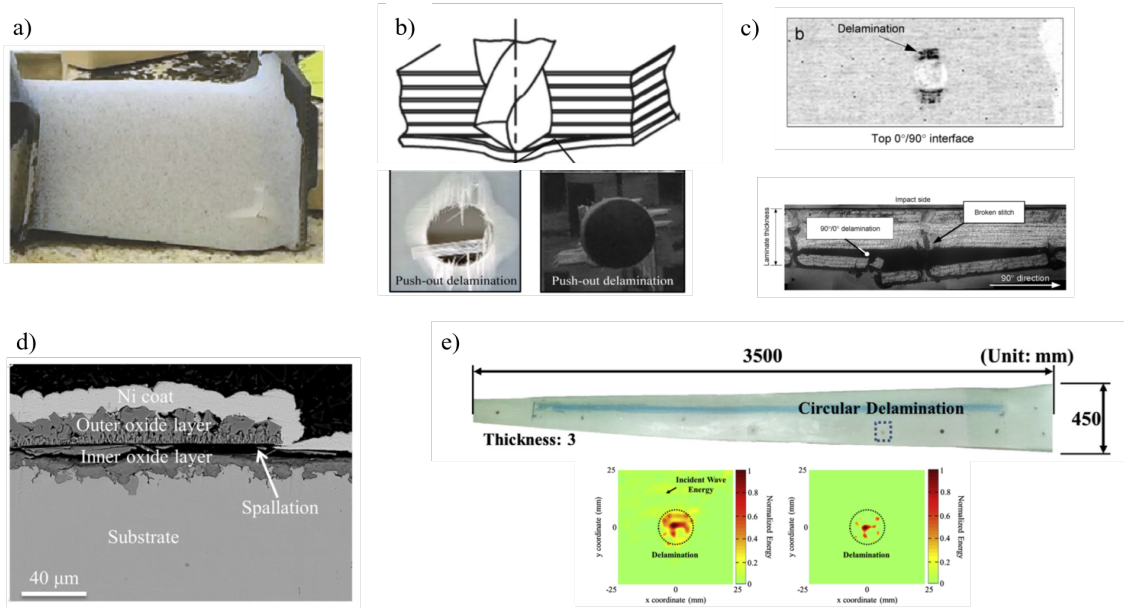 a)
b)
Push-out delamination
Push-out delamination
c)
b
Delamination
Top 0°/90° interface
Impact side
Laminate thickness
90°/0° delamination
Broken stitch
90° direction
d)
Ni coat
Outer oxide layer
Inner oxide layer
Spallation
Substrate
40 μm
e)
3500
(Unit: mm)
Circular Delamination
450
Thickness: 3
25
0
-25
y coordinate (mm)
Incident Wave
Energy
Delamination
-25
0
25
x coordinate (mm)
1
0.8
0.6
0.4
0.2
0
Normalized Energy
25
0
-25
y coordinate (mm)
Delamination
-25
0
25
x coordinate (mm)
1
0.8
0.6
0.4
0.2
0
Normalized Energy